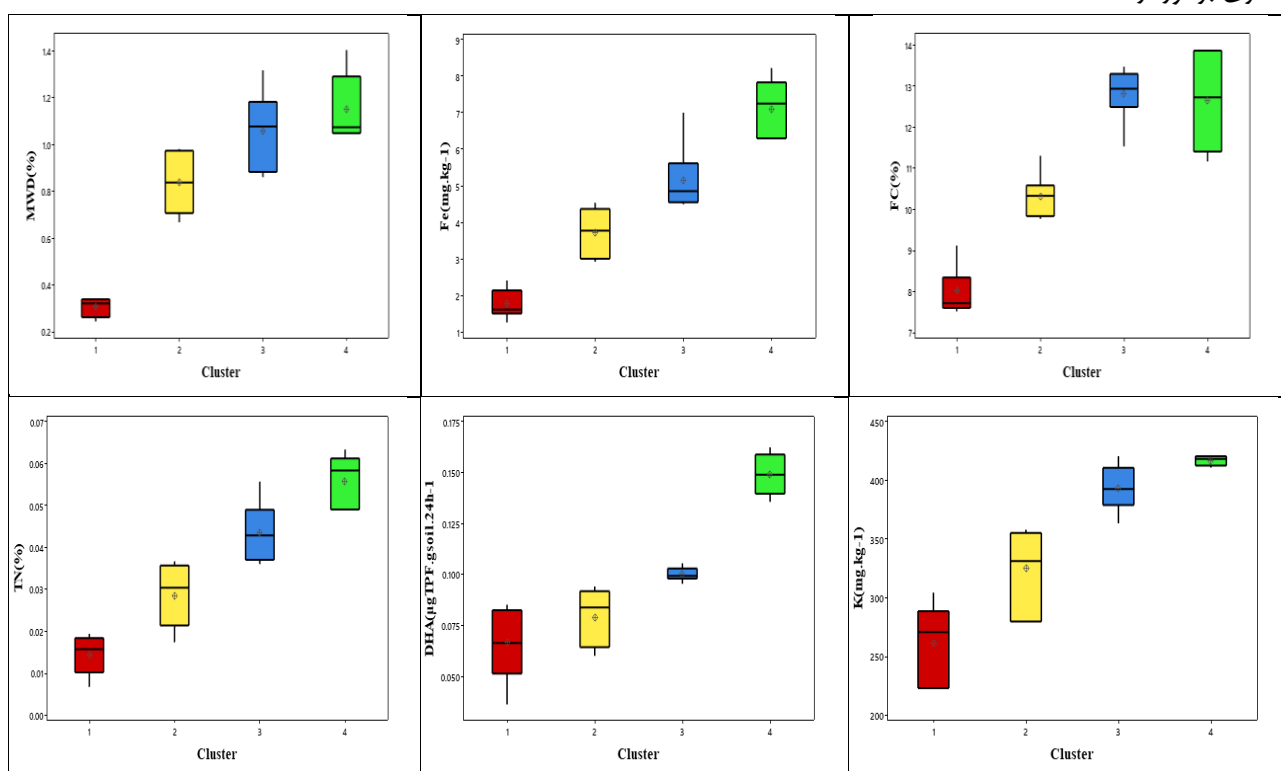 MWD(%)
1.4
1.2
1.0
0.8
0.6
0.4
0.2
1 2 3 4
Cluster
Fe(mg.kg-1)
9
8
7
6
5
4
3
2
1
1 2 3 4
Cluster
FC(%)
14
13
12
11
10
9
8
7
1 2 3 4
Cluster
TN(%)
0.07
0.06
0.05
0.04
0.03
0.02
0.01
0.00
1 2 3 4
Cluster
DHA(µgTPF.gsoil.24h-1
0.175
0.150
0.125
0.100
0.075
0.050
1 2 3 4
Cluster
K(mg.kg-1)
450
400
350
300
250
200
1 2 3 4
Cluster